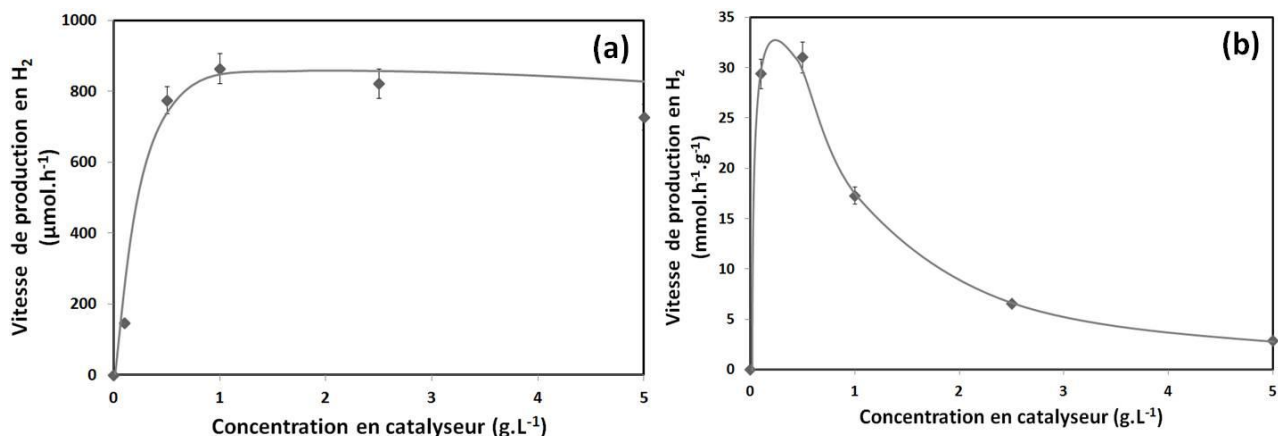 (a)
Vitesse de production en H₂
(µmol.h⁻¹)
1000
800
600
400
200
0
0 1 2 3 4 5
Concentration en catalyseur (g.L⁻¹)
(b)
Vitesse de production en H₂
(mmol.h⁻¹.g⁻¹)
35
30
25
20
15
10
5
0
0 1 2 3 4 5
Concentration en catalyseur (g.L⁻¹)